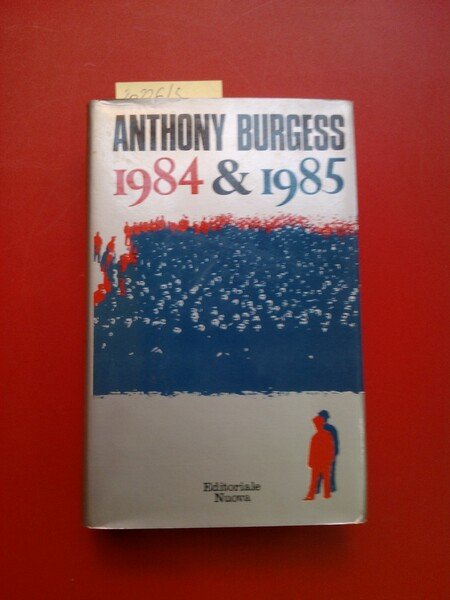 ANTHONY BURGESS
1984 & 1985
Editoriale
Nuova